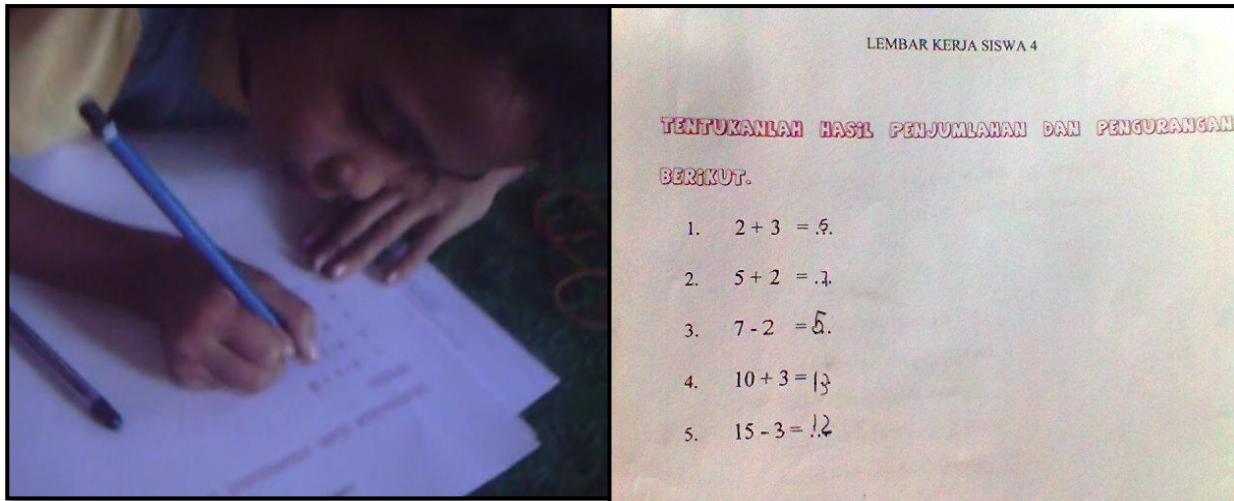 LEMBAR KERJA SISWA 4
TENTUKANLAH HASiL PENJUMLAHAN DAN PENGURANGAN
BERiKUT.
1. 2 + 3 = .5.
2. 5 + 2 = .7.
3. 7 - 2 = 5.
4. 10 + 3 = 13
5. 15 - 3 = 12